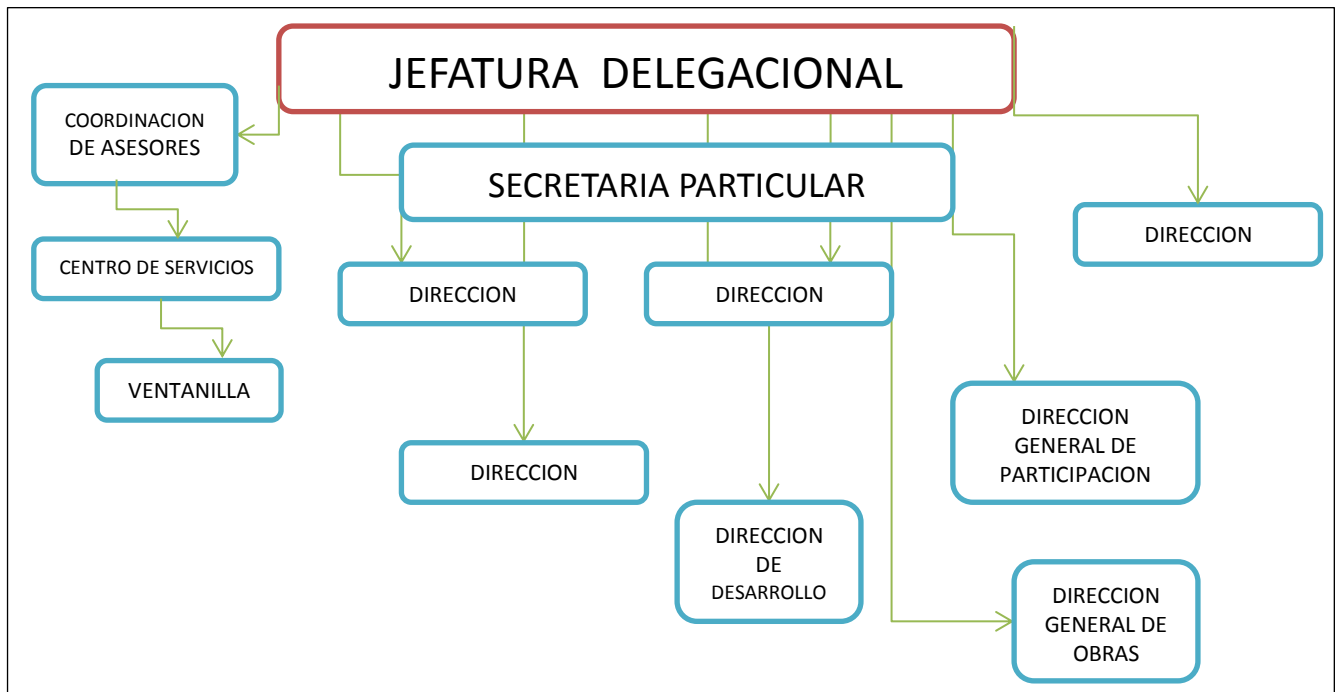 JEFATURA  DELEGACIONAL
COORDINACION
DE ASESORES
SECRETARIA PARTICULAR
DIRECCION
CENTRO DE SERVICIOS
DIRECCION
DIRECCION
VENTANILLA
DIRECCION
GENERAL DE
PARTICIPACION
DIRECCION
DIRECCION
DE
DESARROLLO
DIRECCION
GENERAL DE
OBRAS